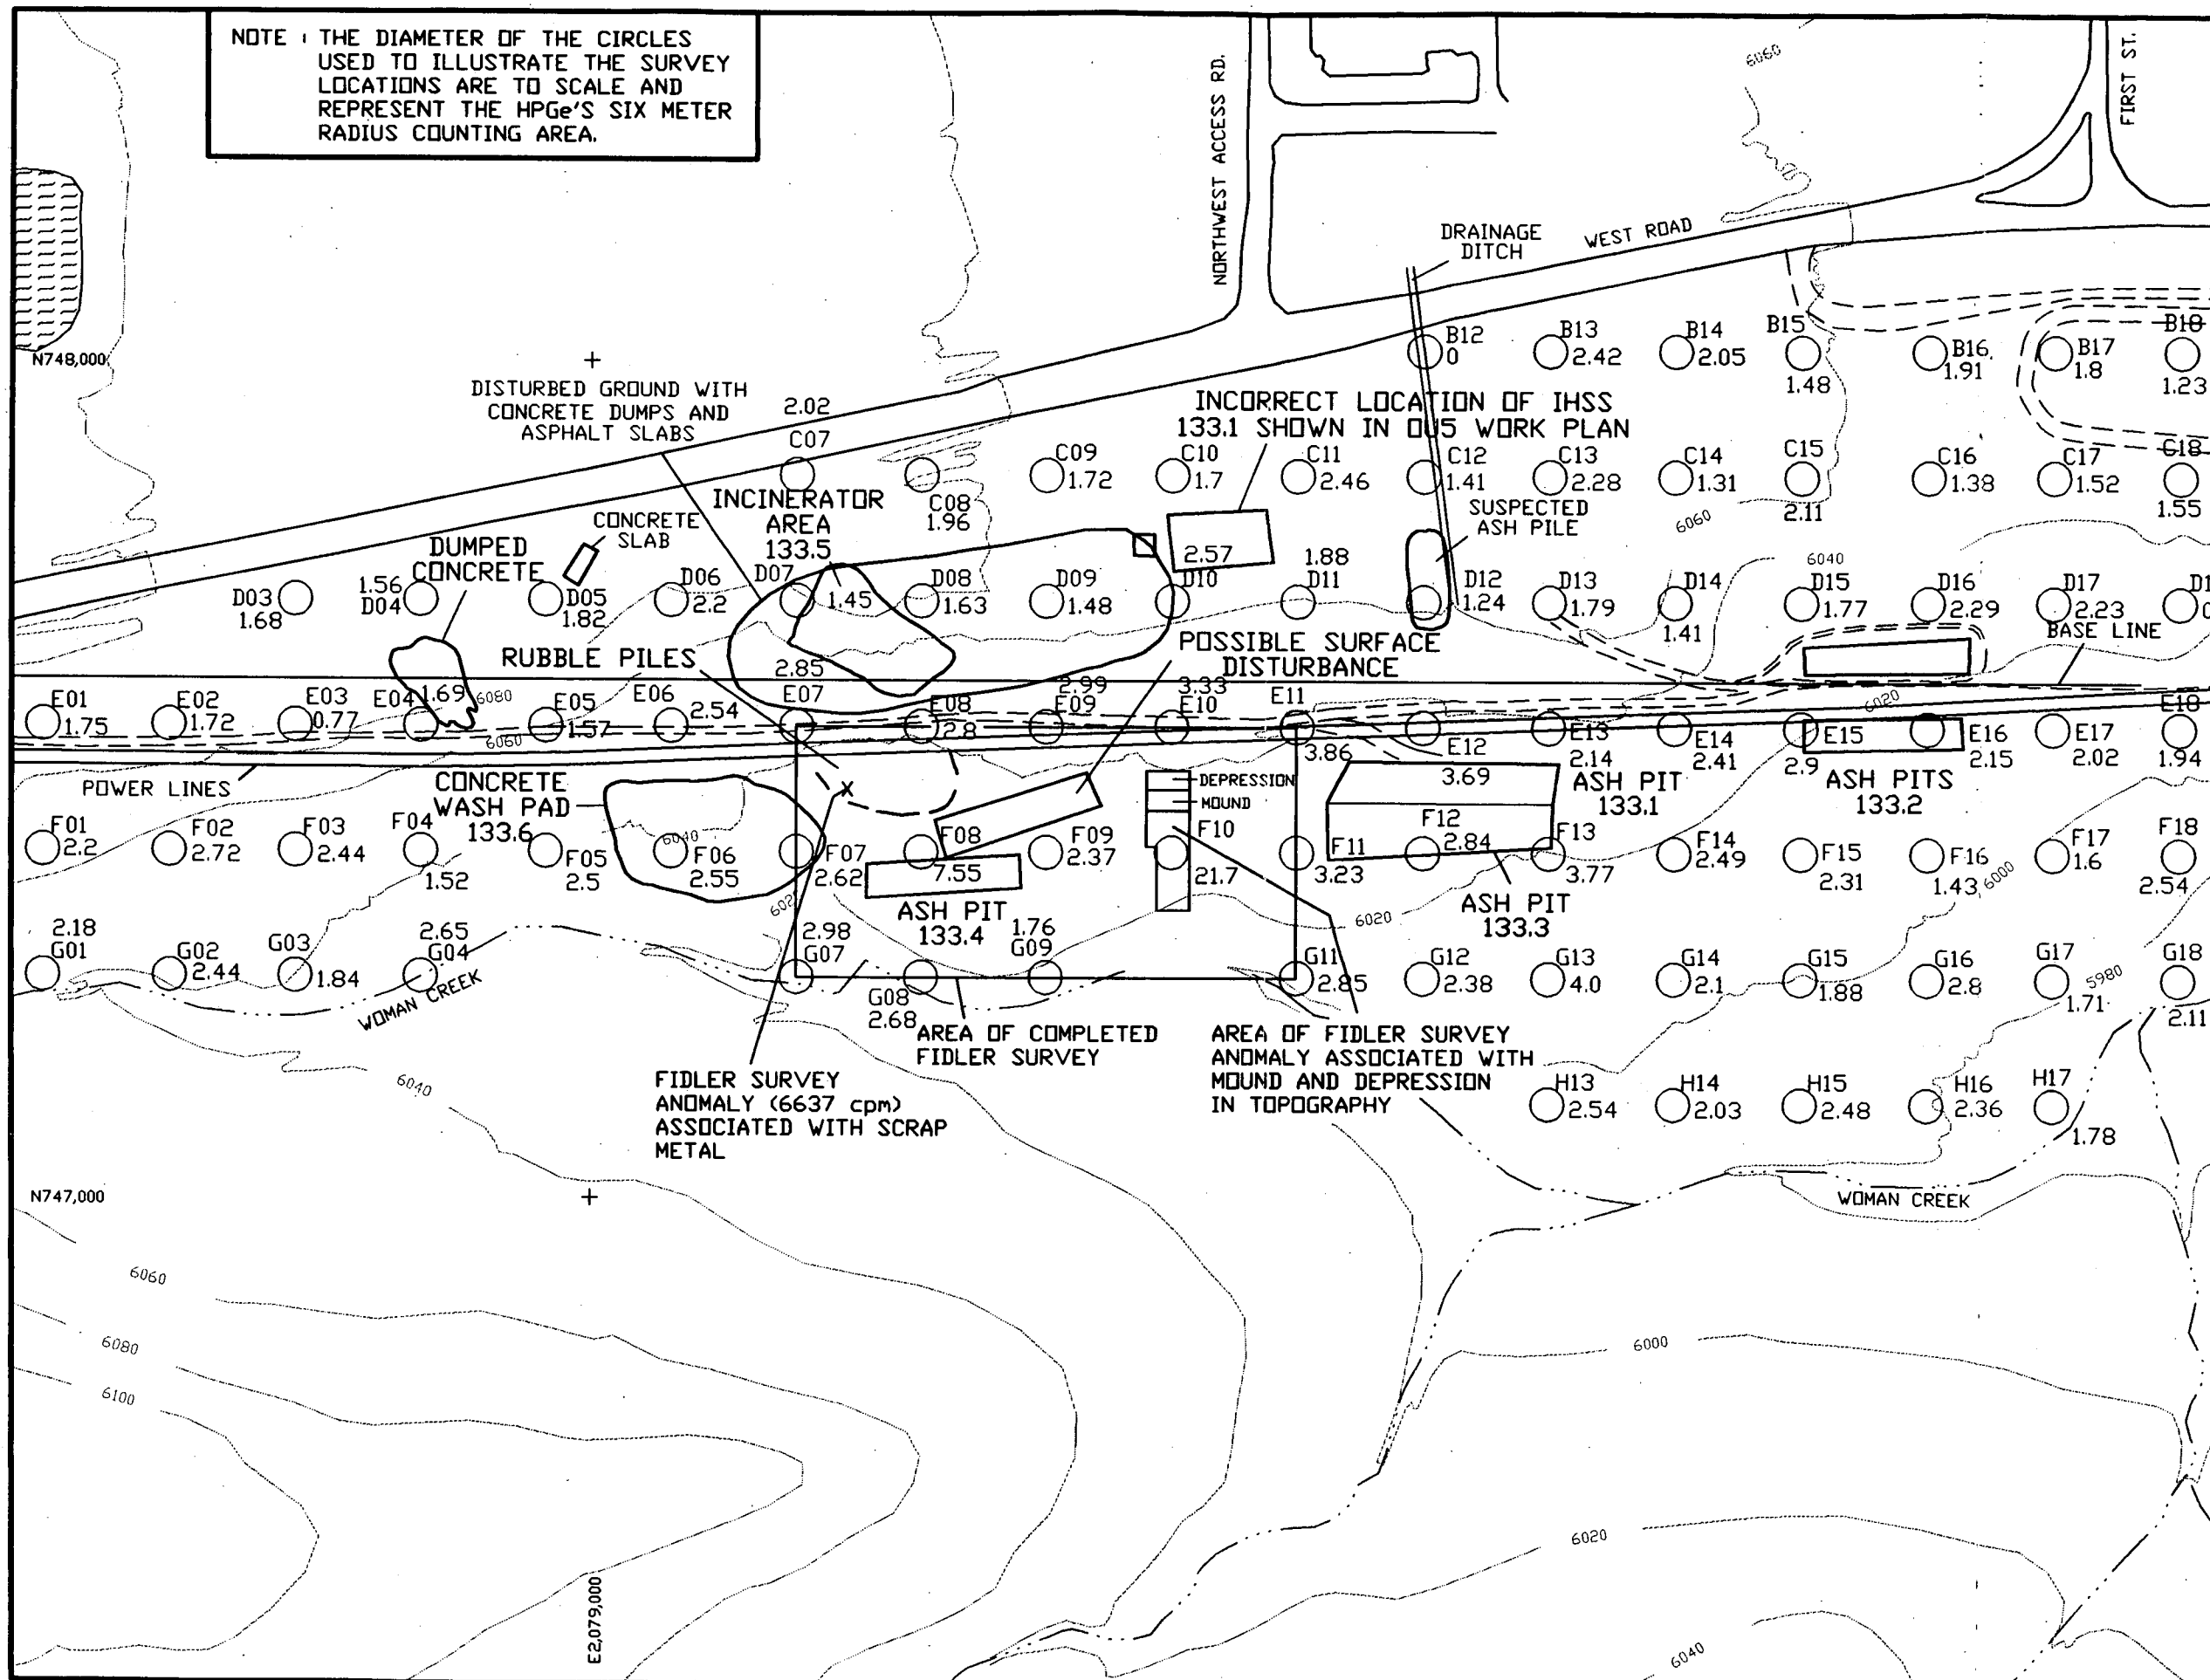 NOTE : THE DIAMETER OF THE CIRCLES
USED TO ILLUSTRATE THE SURVEY
LOCATIONS ARE TO SCALE AND
REPRESENT THE HPGe'S SIX METER
RADIUS COUNTING AREA.
NORTHWEST ACCESS RD.
FIRST ST.
6060
DRAINAGE
DITCH
WEST ROAD
N748,000
DISTURBED GROUND WITH
CONCRETE DUMPS AND
ASPHALT SLABS
B12
0
B13
2.42
B14
2.05
B15
1.48
B16
1.91
B17
1.8
B18
1.23
INCORRECT LOCATION OF IHSS
133.1 SHOWN IN OU5 WORK PLAN
2.02
C07
C08
1.96
C09
1.72
C10
1.7
C11
2.46
C12
1.41
C13
2.28
C14
1.31
C15
2.11
C16
1.38
C17
1.52
C18
1.55
INCINERATOR
AREA
133.5
CONCRETE
SLAB
DUMPED
CONCRETE
SUSPECTED
ASH PILE
6060
6040
D03
1.68
1.56
D04
D05
1.82
D06
2.2
D07
1.45
D08
1.63
D09
1.48
2.57
D10
1.88
D11
D12
1.24
D13
1.79
D14
1.41
D15
1.77
D16
2.29
D17
2.23
BASE LINE
RUBBLE PILES
POSSIBLE SURFACE
DISTURBANCE
E01
1.75
E02
1.72
E03
0.77
E04
1.69
6080
E05
1.57
E06
2.54
2.85
E07
E08
2.8
2.99
E09
3.33
E10
E11
3.86
E12
3.69
E13
2.14
E14
2.41
E15
2.9
E16
2.15
E17
2.02
E18
1.94
6060
6020
POWER LINES
CONCRETE
WASH PAD
133.6
X
DEPRESSION
MOUND
ASH PIT
133.1
ASH PITS
133.2
F01
2.2
F02
2.72
F03
2.44
F04
1.52
F05
2.5
6040
F06
2.55
F07
2.62
F08
7.55
F09
2.37
F10
21.7
F11
3.23
F12
2.84
F13
3.77
F14
2.49
F15
2.31
F16
1.43
6000
F17
1.6
F18
2.54
ASH PIT
133.4
6020
ASH PIT
133.3
2.18
G01
G02
2.44
G03
1.84
2.65
G04
2.98
G07
G08
2.68
1.76
G09
G11
2.85
G12
2.38
G13
4.0
G14
2.1
G15
1.88
G16
2.8
G17
1.71
5980
G18
2.11
WOMAN CREEK
AREA OF COMPLETED
FIDLER SURVEY
AREA OF FIDLER SURVEY
ANOMALY ASSOCIATED WITH
MOUND AND DEPRESSION
IN TOPOGRAPHY
FIDLER SURVEY
ANOMALY (6637 cpm)
ASSOCIATED WITH SCRAP
METAL
6040
H13
2.54
H14
2.03
H15
2.48
H16
2.36
H17
1.78
N747,000
WOMAN CREEK
6060
6080
6100
6000
6020
6040
E2,079,000